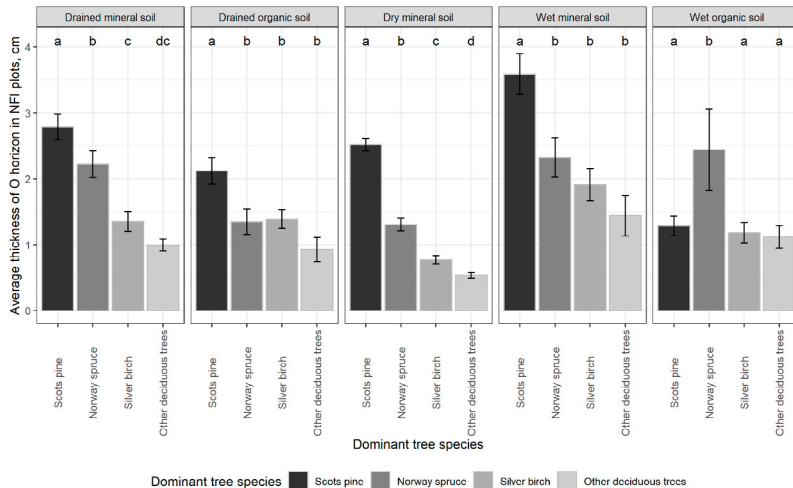 Drained mineral soil
Drained organic soil
Dry mineral soil
Wet mineral soil
Wet organic soil
a b c dc
a b b b
a b c d
a b b b
a b a a
Average thickness of O horizon in NFI plots, cm
4
3
2
1
0
Scots pine
Norway spruce
Silver birch
Other deciduous trees
Scots pine
Norway spruce
Silver birch
Other deciduous trees
Scots pine
Norway spruce
Silver birch
Other deciduous trees
Scots pine
Norway spruce
Silver birch
Other deciduous trees
Scots pine
Norway spruce
Silver birch
Other deciduous trees
Dominant tree species
Dominant tree species Scots pine Norway spruce Silver birch Other deciduous trees